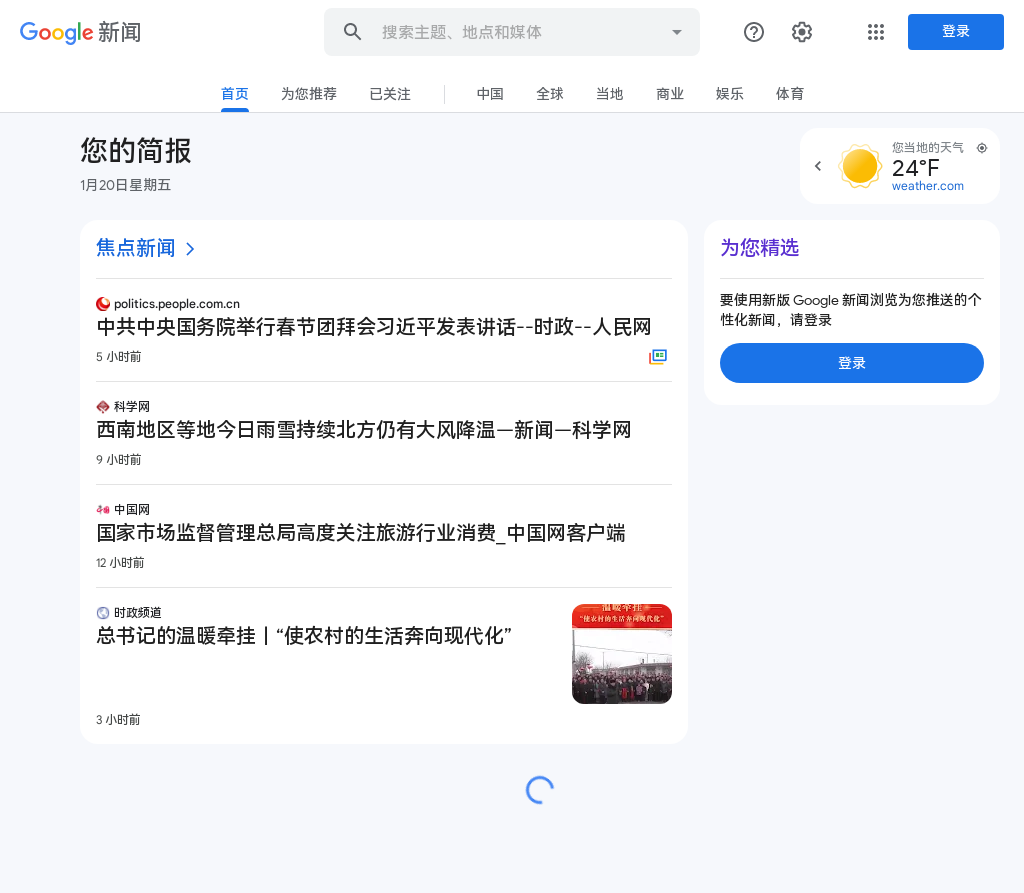 Google 新闻
搜索主题、地点和媒体
登录
首页
为您推荐
已关注
中国
全球
当地
商业
娱乐
体育
您的简报
1月20日星期五
您当地的天气
24°F
weather.com
焦点新闻
politics.people.com.cn
中共中央国务院举行春节团拜会习近平发表讲话--时政--人民网
5 小时前
科学网
西南地区等地今日雨雪持续北方仍有大风降温—新闻—科学网
9 小时前
中国网
国家市场监督管理总局高度关注旅游行业消费_中国网客户端
12 小时前
时政频道
总书记的温暖牵挂丨“使农村的生活奔向现代化”
温暖牵挂
“使农村的生活奔向现代化”
3 小时前
为您精选
要使用新版 Google 新闻浏览为您推送的个
性化新闻，请登录
登录